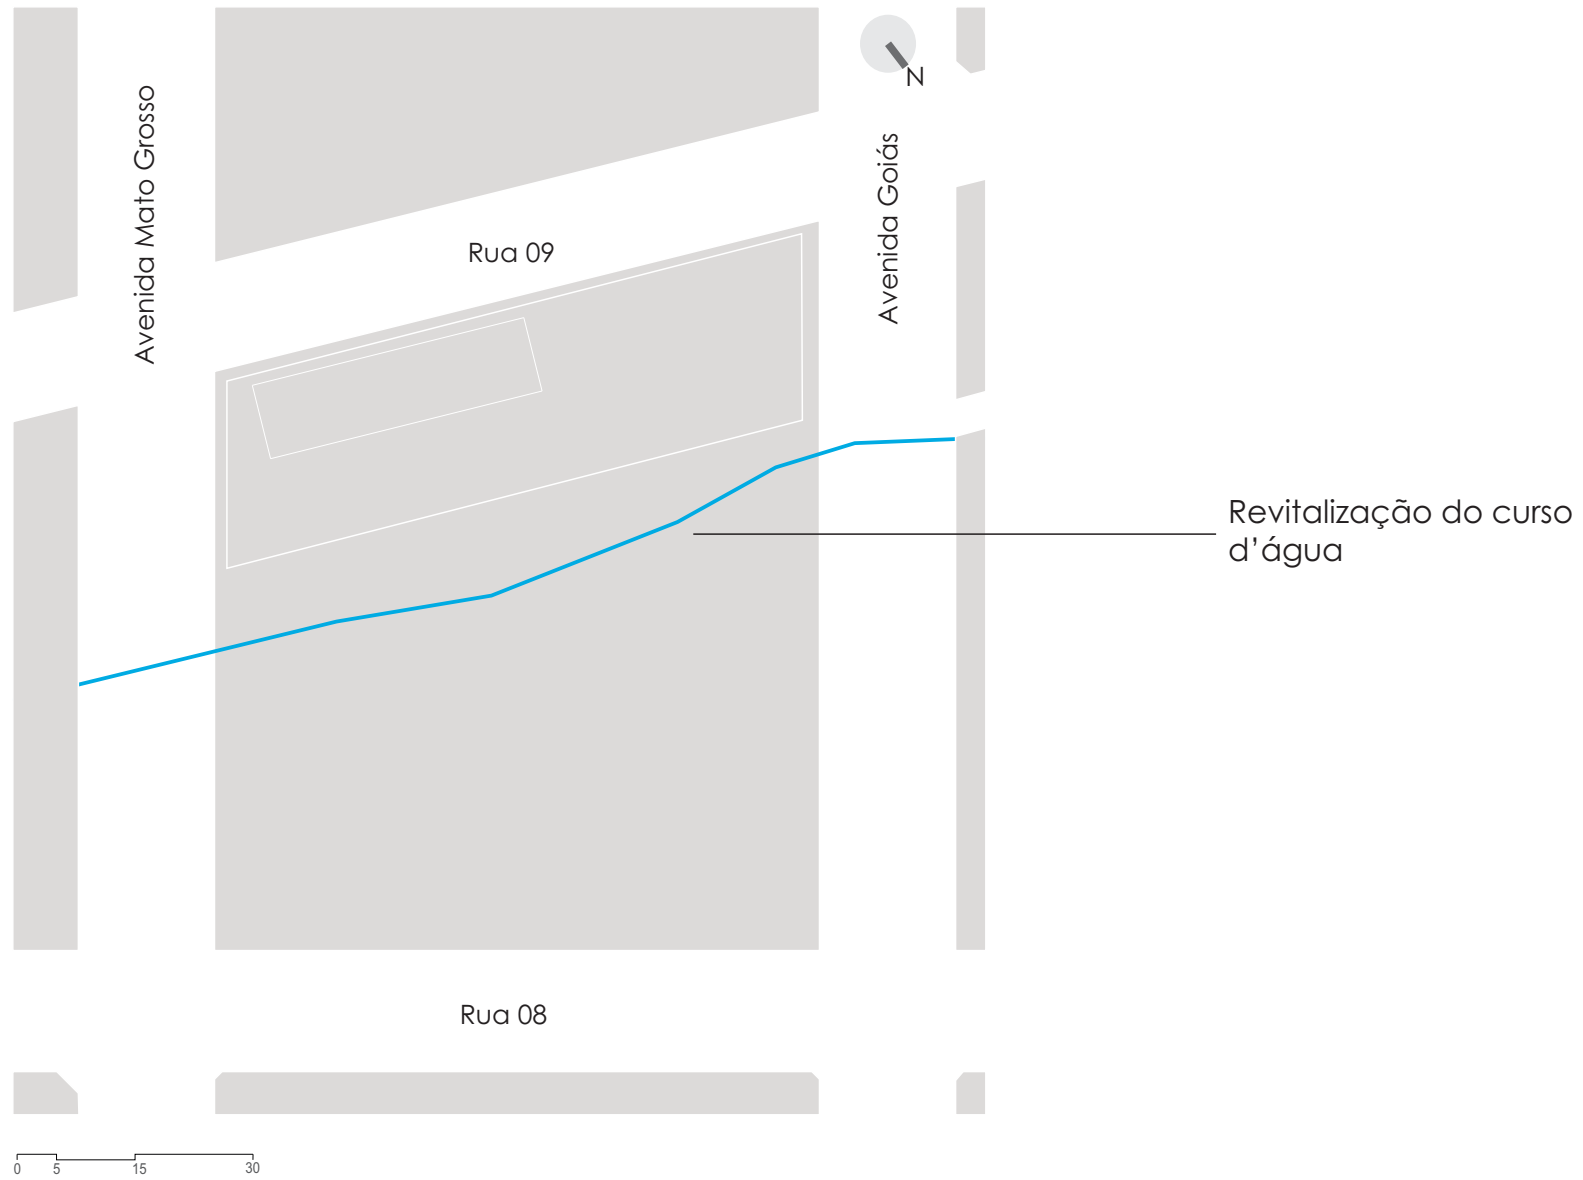 N
Avenida Mato Grosso
Avenida Goiás
Rua 09
Revitalização do curso
d’água
Rua 08
0 5 15 30